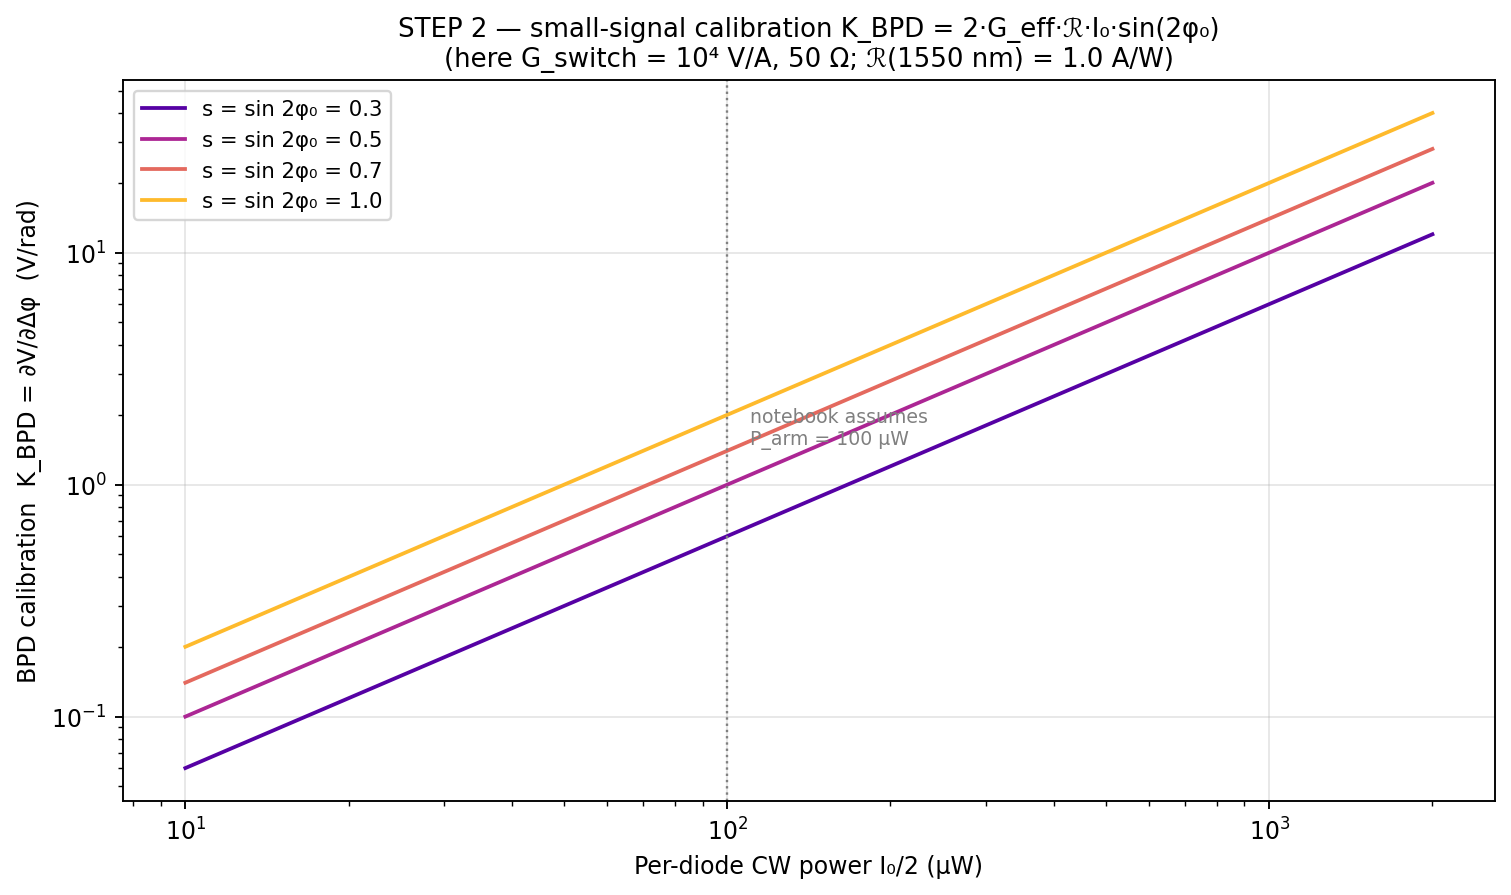 STEP 2 — small-signal calibration K_BPD = 2·G_eff·ℛ·I₀·sin(2φ₀)
(here G_switch = 10⁴ V/A, 50 Ω; ℛ(1550 nm) = 1.0 A/W)
s = sin 2φ₀ = 0.3
s = sin 2φ₀ = 0.5
s = sin 2φ₀ = 0.7
s = sin 2φ₀ = 1.0
BPD calibration K_BPD = ∂V/∂Δφ (V/rad)
10¹
10⁰
10⁻¹
notebook assumes
P_arm = 100 µW
10¹
10²
10³
Per-diode CW power I₀/2 (µW)